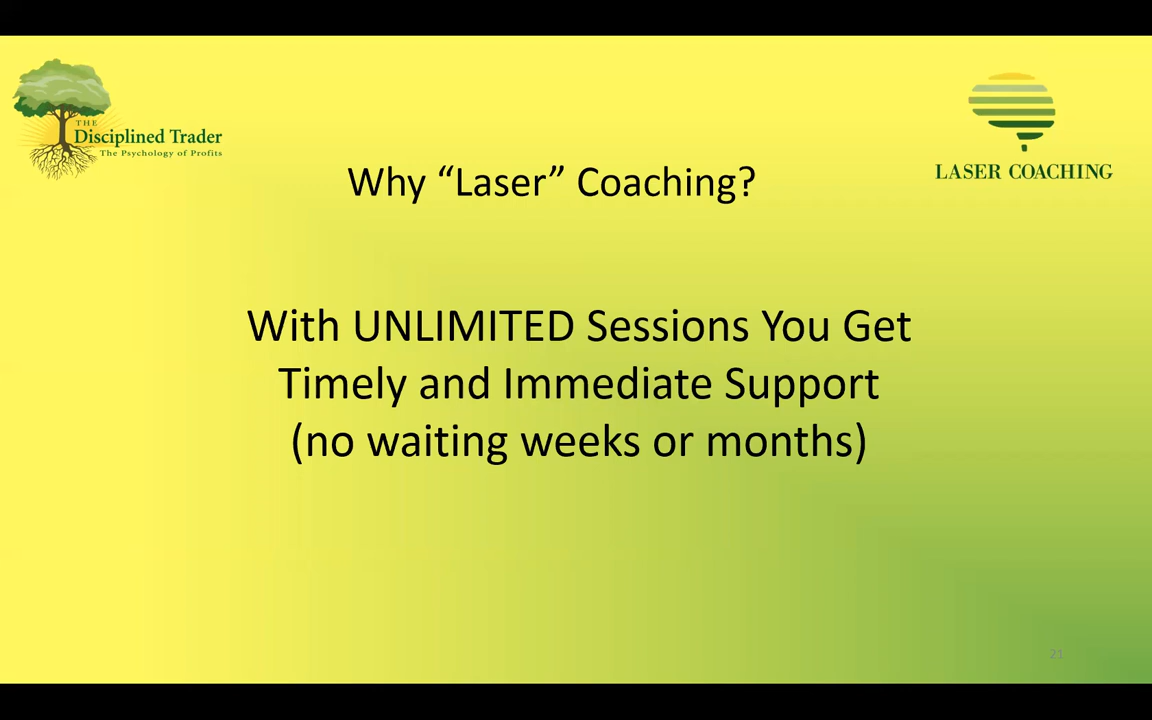 THE
Disciplined Trader
The Psychology of Profits
LASER COACHING
Why “Laser” Coaching?
With UNLIMITED Sessions You Get
Timely and Immediate Support
(no waiting weeks or months)
21